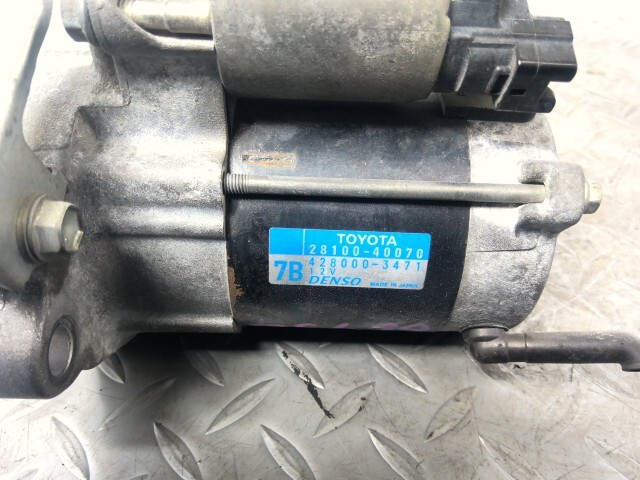 TOYOTA
28100-40070
428000-3471
7B
12V
DENSO MADE IN JAPAN